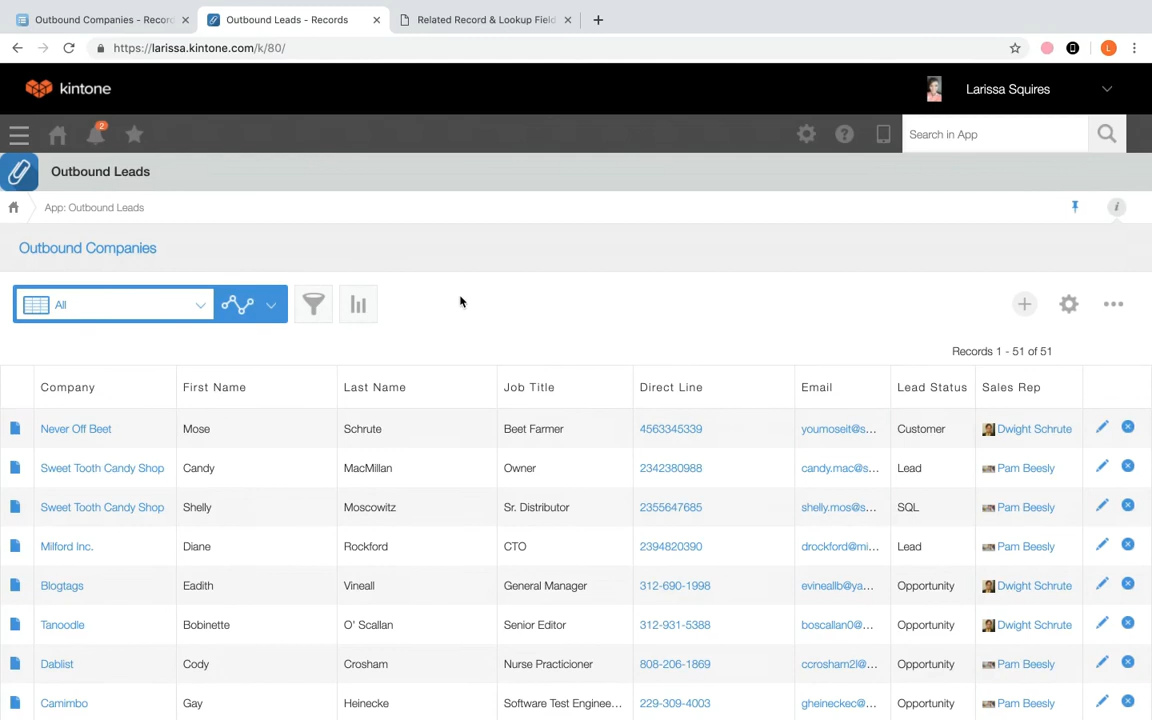 Outbound Companies - Record
Outbound Leads - Records
Related Record & Lookup Field
https://larissa.kintone.com/k/80/
L
kintone
Larissa Squires
2
Search in App
Outbound Leads
App: Outbound Leads
Outbound Companies
All
Records 1 - 51 of 51
Company First Name Last Name Job Title Direct Line Email Lead Status Sales Rep
Never Off Beet Mose Schrute Beet Farmer 4563345339 youmoseit@s... Customer Dwight Schrute
Sweet Tooth Candy Shop Candy MacMillan Owner 2342380988 candy.mac@s... Lead Pam Beesly
Sweet Tooth Candy Shop Shelly Moscowitz Sr. Distributor 2355647685 shelly.mos@s... SQL Pam Beesly
Milford Inc. Diane Rockford CTO 2394820390 drockford@mi... Lead Pam Beesly
Blogtags Eadith Vineall General Manager 312-690-1998 evineallb@ya... Opportunity Dwight Schrute
Tanoodle Bobinette O' Scallan Senior Editor 312-931-5388 boscallan0@... Opportunity Dwight Schrute
Dablist Cody Crosham Nurse Practicioner 808-206-1869 ccrosham2l@... Opportunity Pam Beesly
Camimbo Gay Heinecke Software Test Enginee... 229-309-4003 gheineckec@... Opportunity Pam Beesly